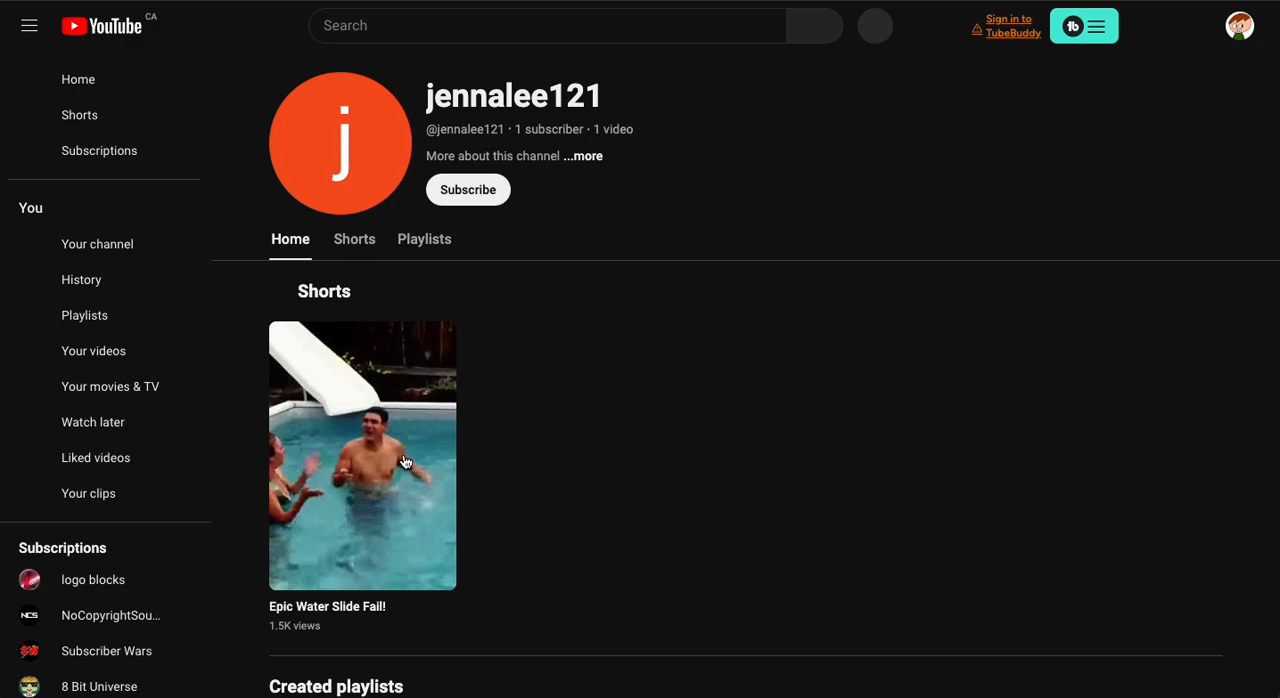 YouTube CA
Search
Sign in to
TubeBuddy
tb
Home
Shorts
Subscriptions
You
Your channel
History
Playlists
Your videos
Your movies & TV
Watch later
Liked videos
Your clips
Subscriptions
logo blocks
NCS
NoCopyrightSou...
Subscriber Wars
8 Bit Universe
j
jennalee121
@jennalee121 · 1 subscriber · 1 video
More about this channel ...more
Subscribe
Home Shorts Playlists
Shorts
Epic Water Slide Fail!
1.5K views
Created playlists